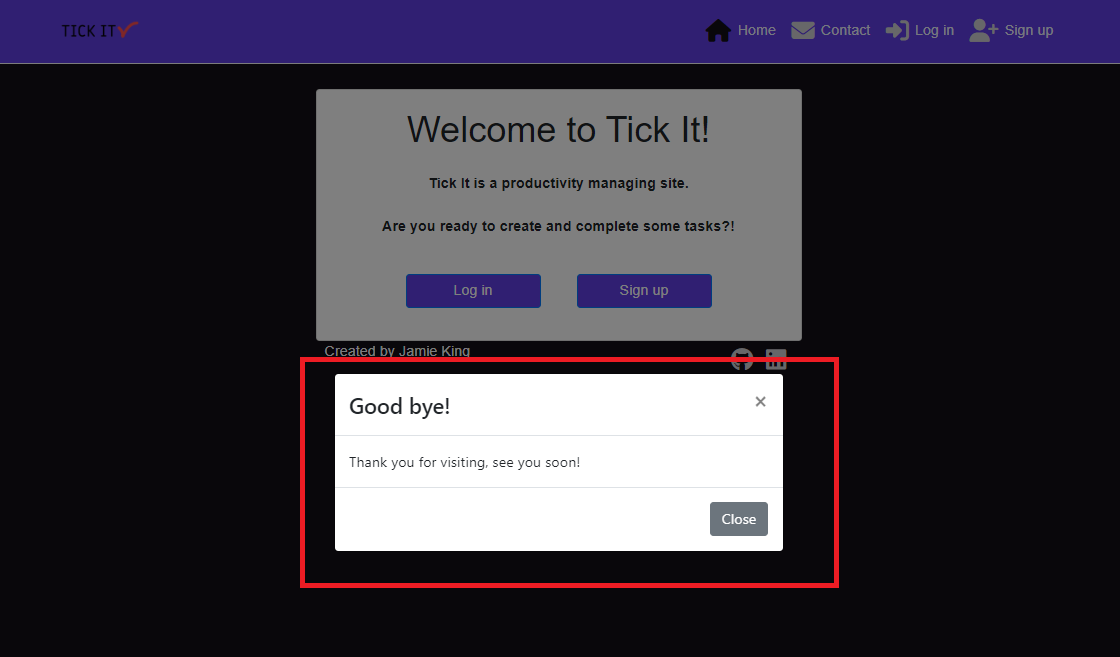 TICK IT
Home
Contact
Log in
Sign up
Welcome to Tick It!
Tick It is a productivity managing site.
Are you ready to create and complete some tasks?!
Log in
Sign up
Created by Jamie King
Good bye!
×
Thank you for visiting, see you soon!
Close